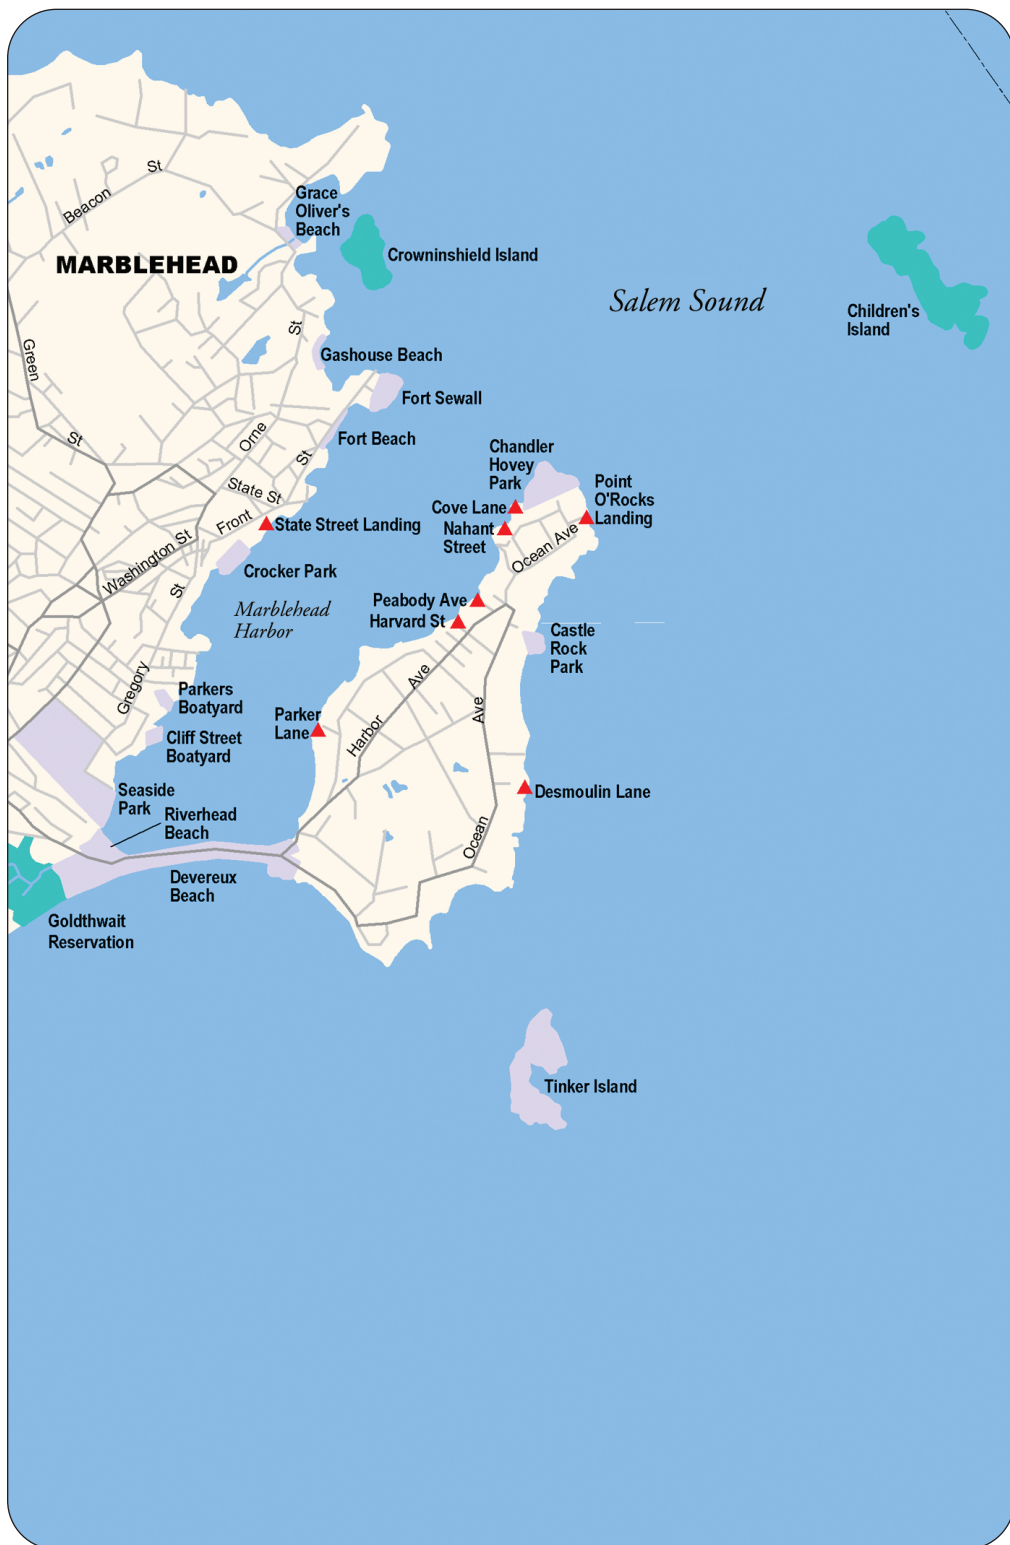 St
Beacon
Grace
Oliver's
Beach
MARBLEHEAD
Crowninshield Island
Salem Sound
Children's
Island
St
Green
Gashouse Beach
Fort Sewall
St
Orne
Fort Beach
St
Chandler
Hovey
Park
Point
O'Rocks
Landing
State St
Cove Lane
Front
State Street Landing
Nahant
Street
Ocean Ave
Washington St
Crocker Park
St
Marblehead
Harbor
Peabody Ave
Harvard St
Castle
Rock
Park
Gregory
Ave
Parkers
Boatyard
Ave
Parker
Lane
Harbor
Cliff Street
Boatyard
Seaside
Park
Desmoulin Lane
Riverhead
Beach
Ocean
Devereux
Beach
Goldthwait
Reservation
Tinker Island